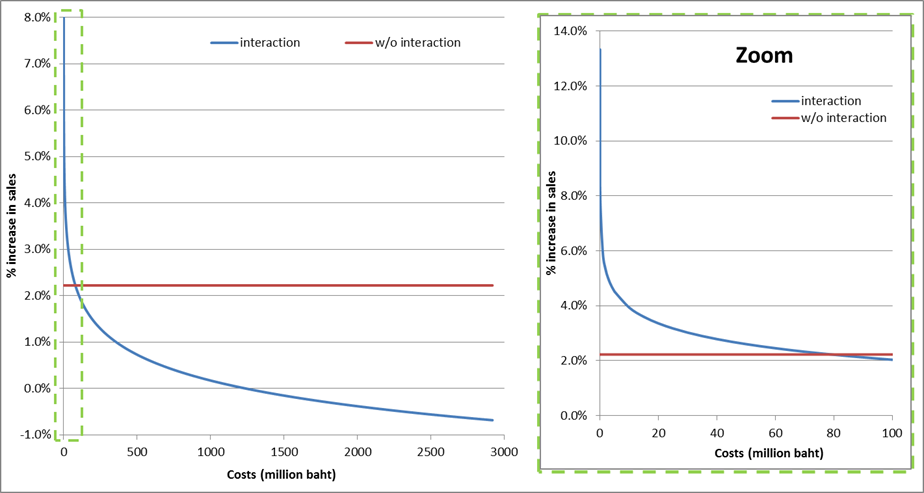 8.0%
7.0%
6.0%
5.0%
4.0%
3.0%
2.0%
1.0%
0.0%
-1.0%
% increase in sales
interaction w/o interaction
0 500 1000 1500 2000 2500 3000
Costs (million baht)
Zoom
14.0%
12.0%
10.0%
8.0%
6.0%
4.0%
2.0%
0.0%
% increase in sales
interaction
w/o interaction
0 20 40 60 80 100
Costs (million baht)